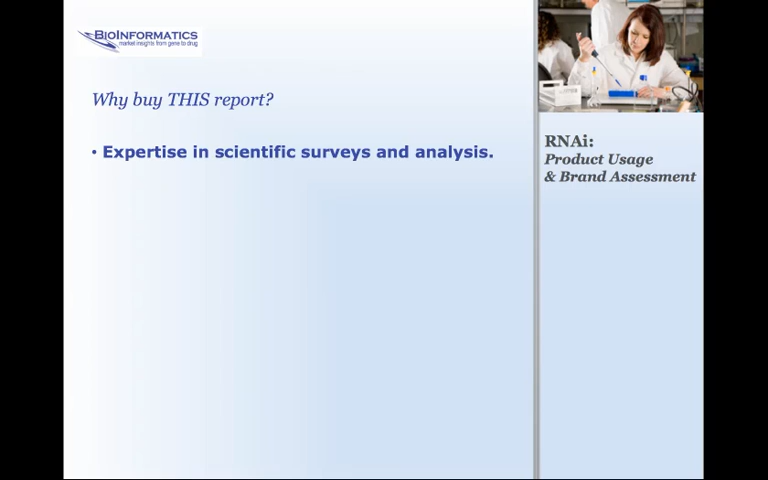 BIOINFORMATICS
market insights from gene to drug
Why buy THIS report?
• Expertise in scientific surveys and analysis.
RNAi:
Product Usage
& Brand Assessment